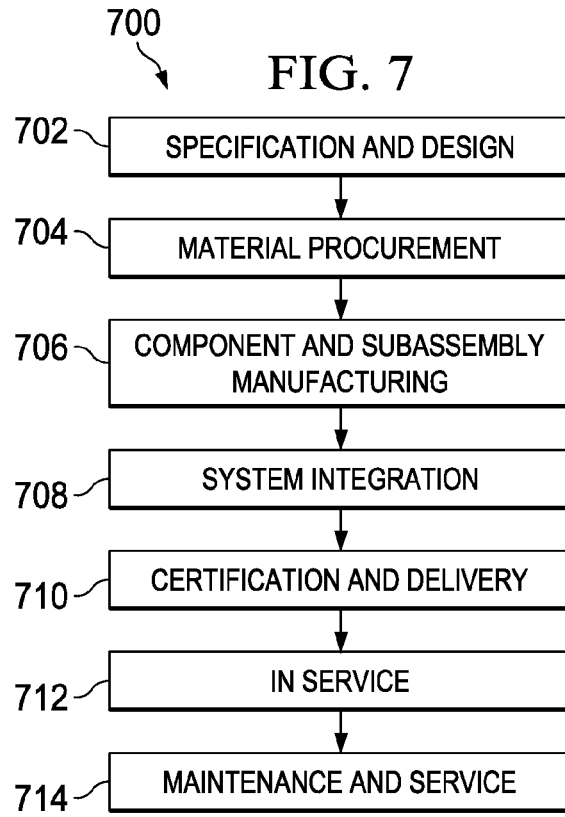 700
FIG. 7
702
SPECIFICATION AND DESIGN
704
MATERIAL PROCUREMENT
706
COMPONENT AND SUBASSEMBLY
MANUFACTURING
708
SYSTEM INTEGRATION
710
CERTIFICATION AND DELIVERY
712
IN SERVICE
714
MAINTENANCE AND SERVICE